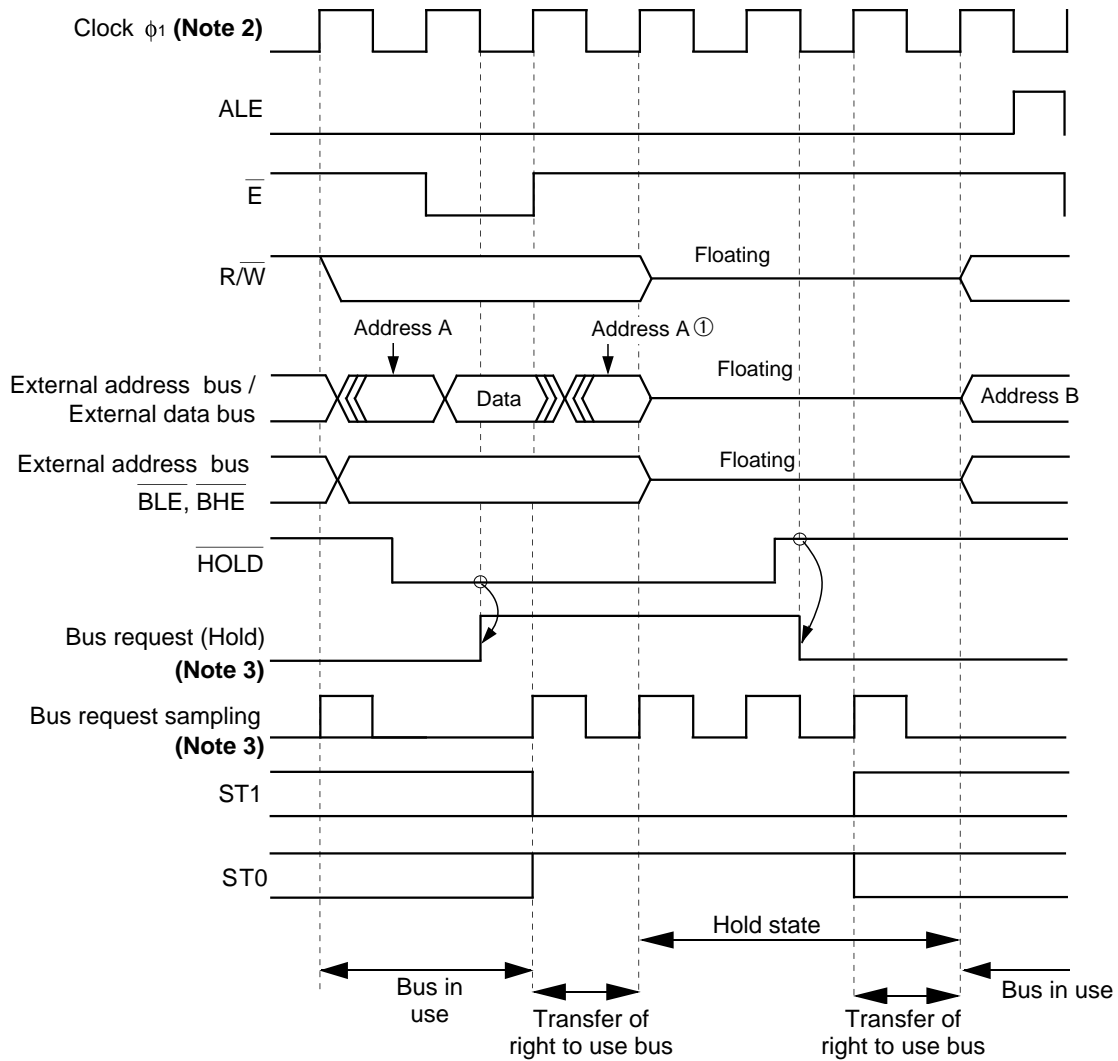 Clock ϕ1 (Note 2)
ALE
E
R/W
Floating
Address A
Address A ①
External address bus /
External data bus
Data
Floating
Address B
External address bus
BLE, BHE
Floating
HOLD
Bus request (Hold)
(Note 3)
Bus request sampling
(Note 3)
ST1
ST0
Hold state
Bus in
use
Transfer of
right to use bus
Transfer of
right to use bus
Bus in use